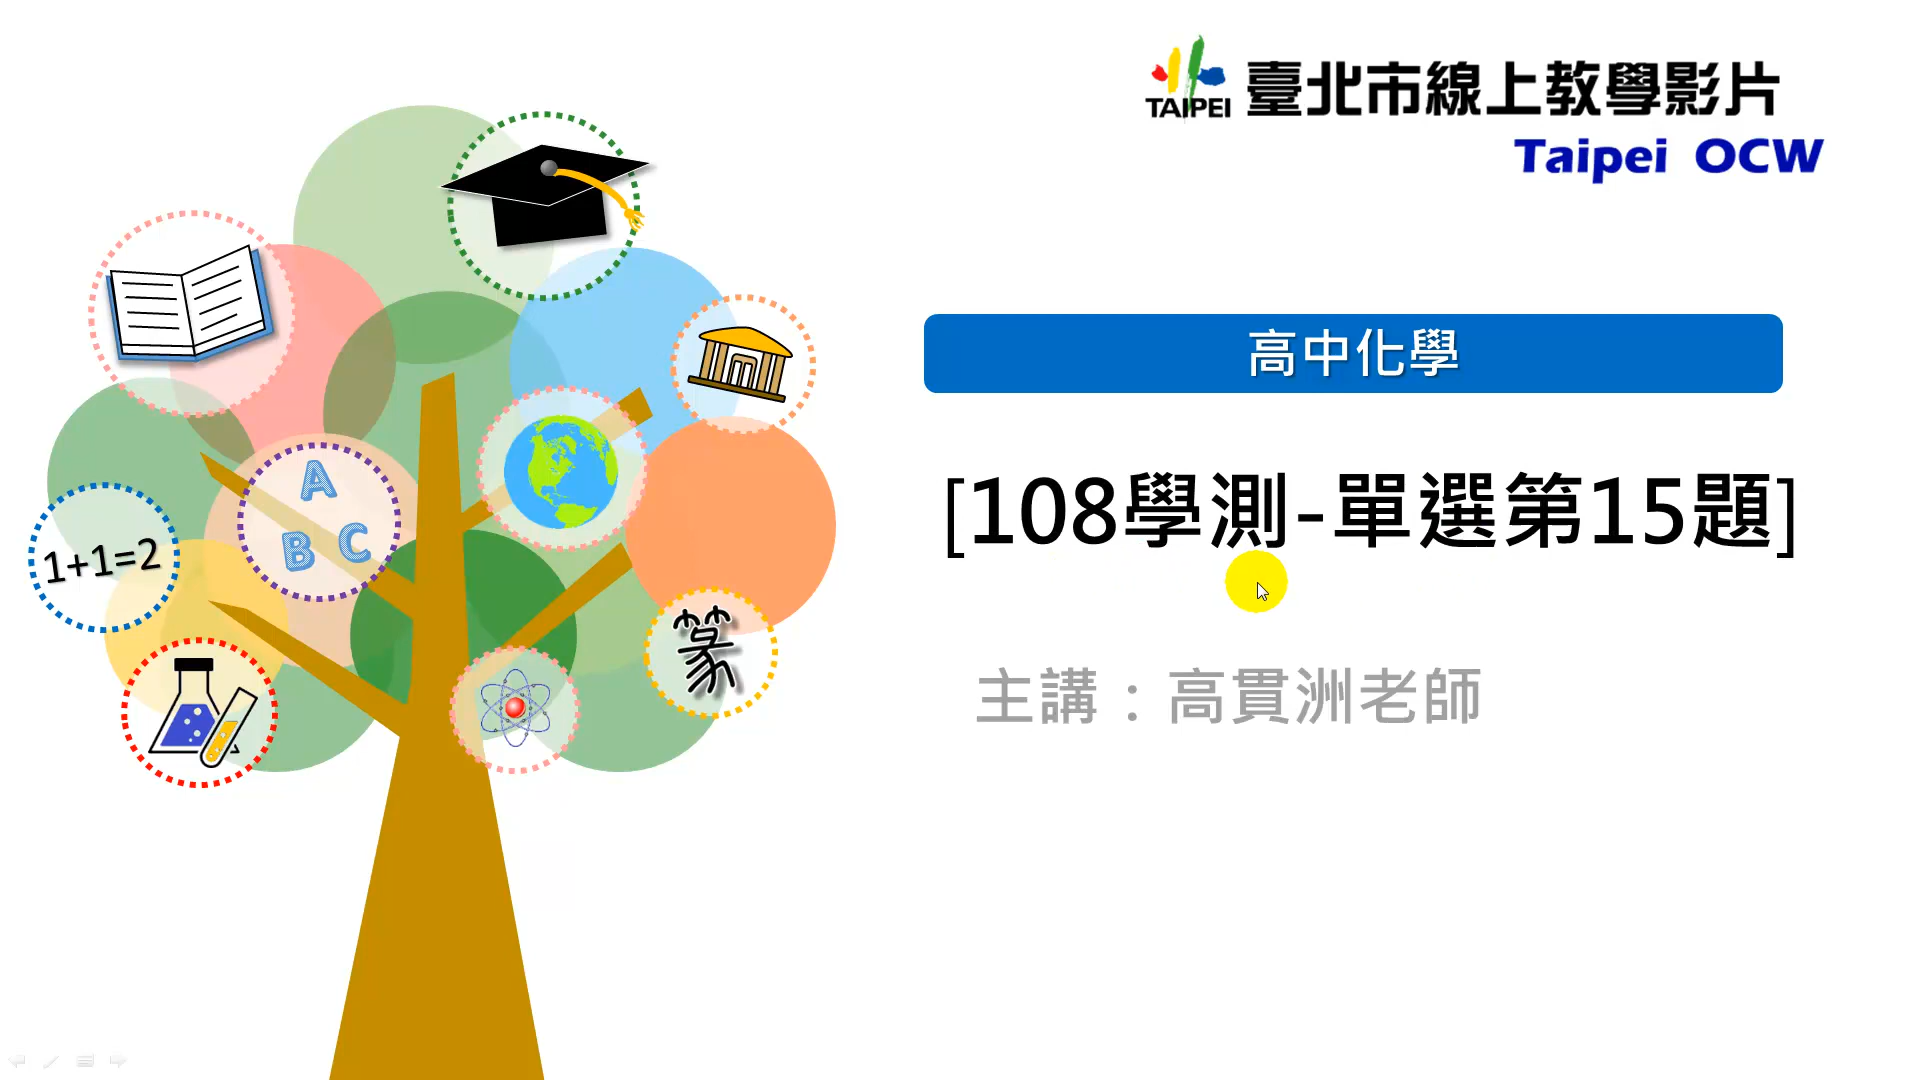 TAIPEI 臺北市線上教學影片
Taipei OCW
高中化學
[108學測-單選第15題]
主講：高貫洲老師
A
B C
1+1=2
篆